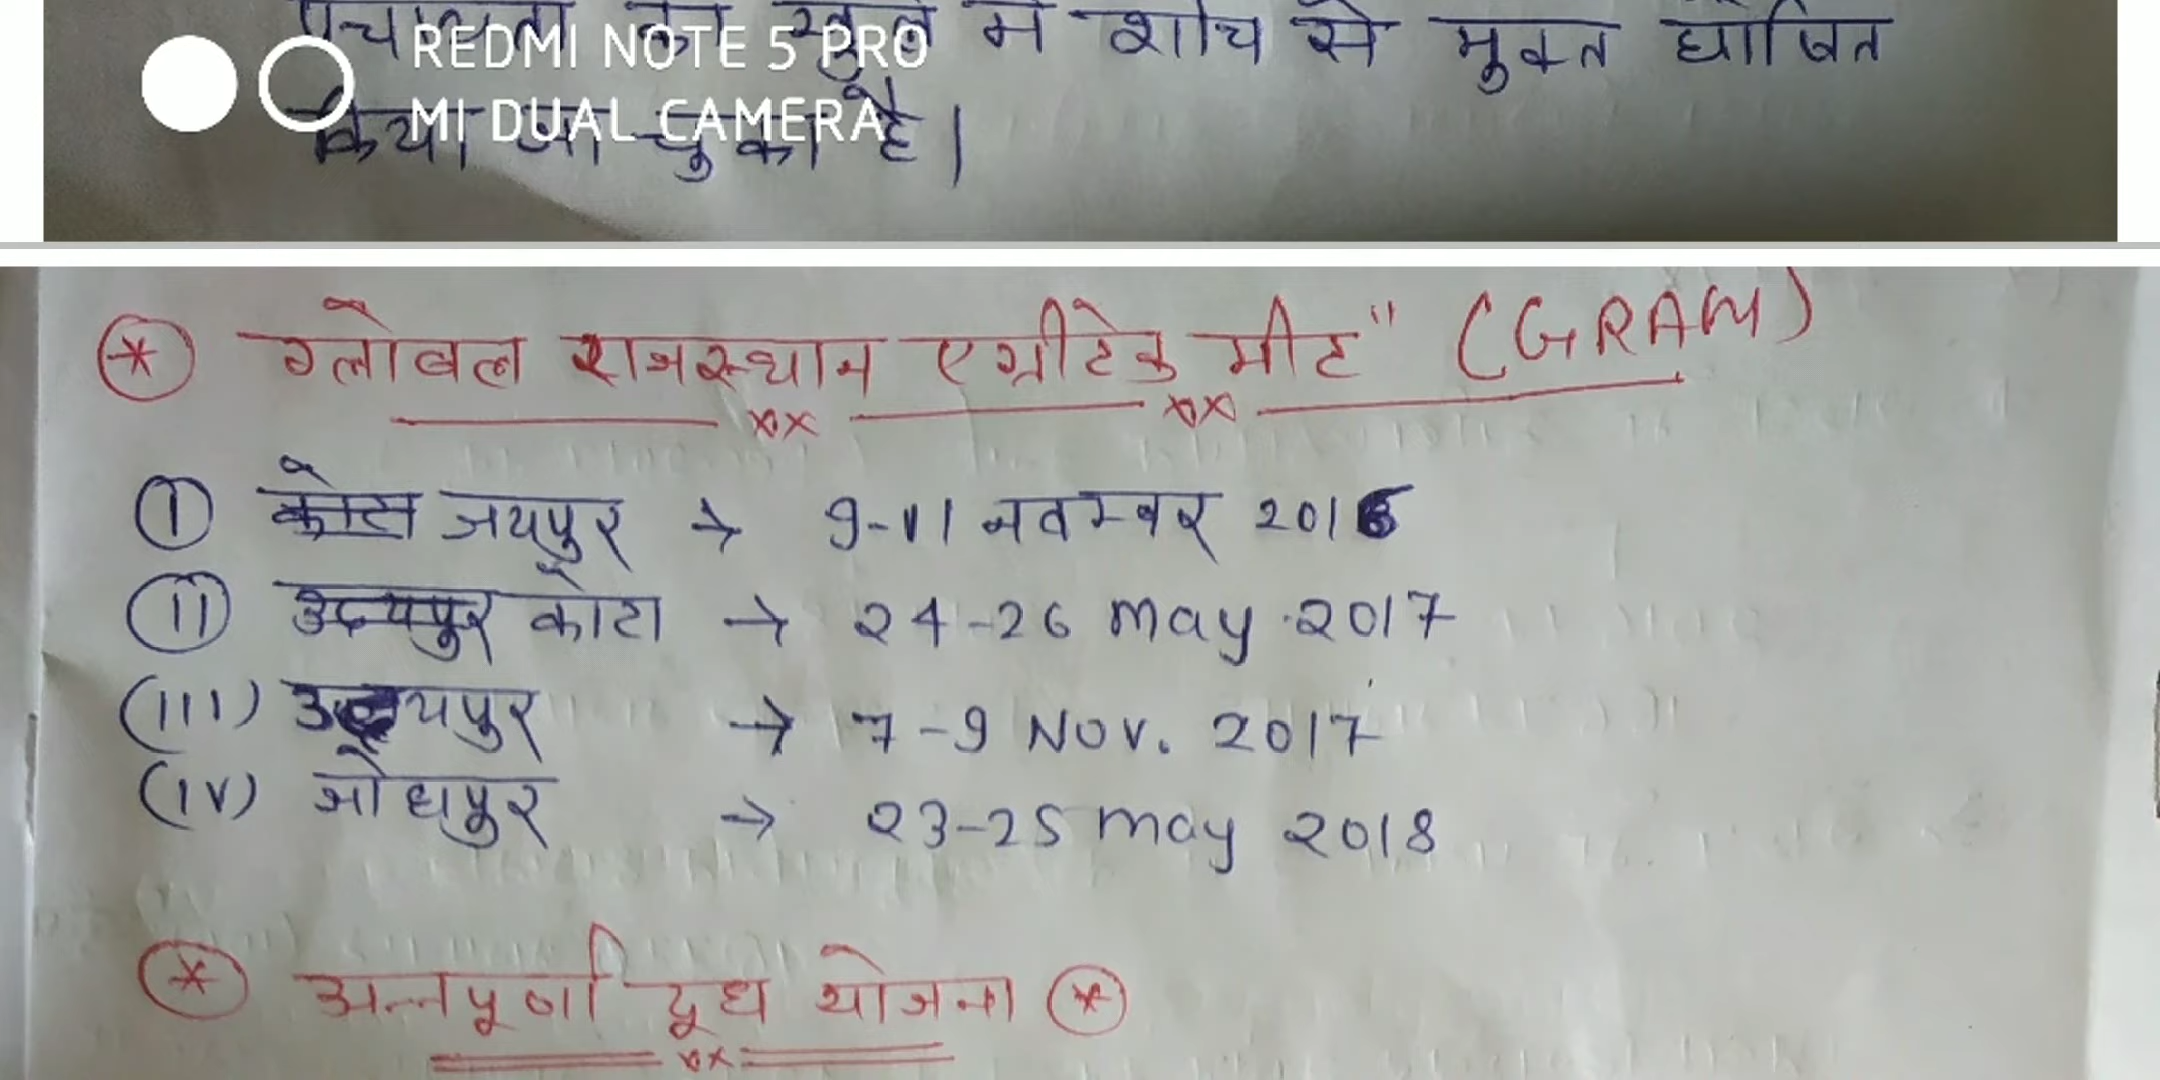 पंचायतों को खुले में शौच से मुक्त घोषित
REDMI NOTE 5 PRO
किया जा चुका है।
MI DUAL CAMERA
* ग्लोबल राजस्थान एग्रीटेक मीट" (GRAM)
I कोटा जयपुर → 9-11 नवम्बर 2016
II उदयपुर कोटा → 24-26 May 2017
(III) उदयपुर → 7-9 Nov. 2017
(IV) जोधपुर → 23-25 May 2018
* अन्नपूर्णा दूध योजना *